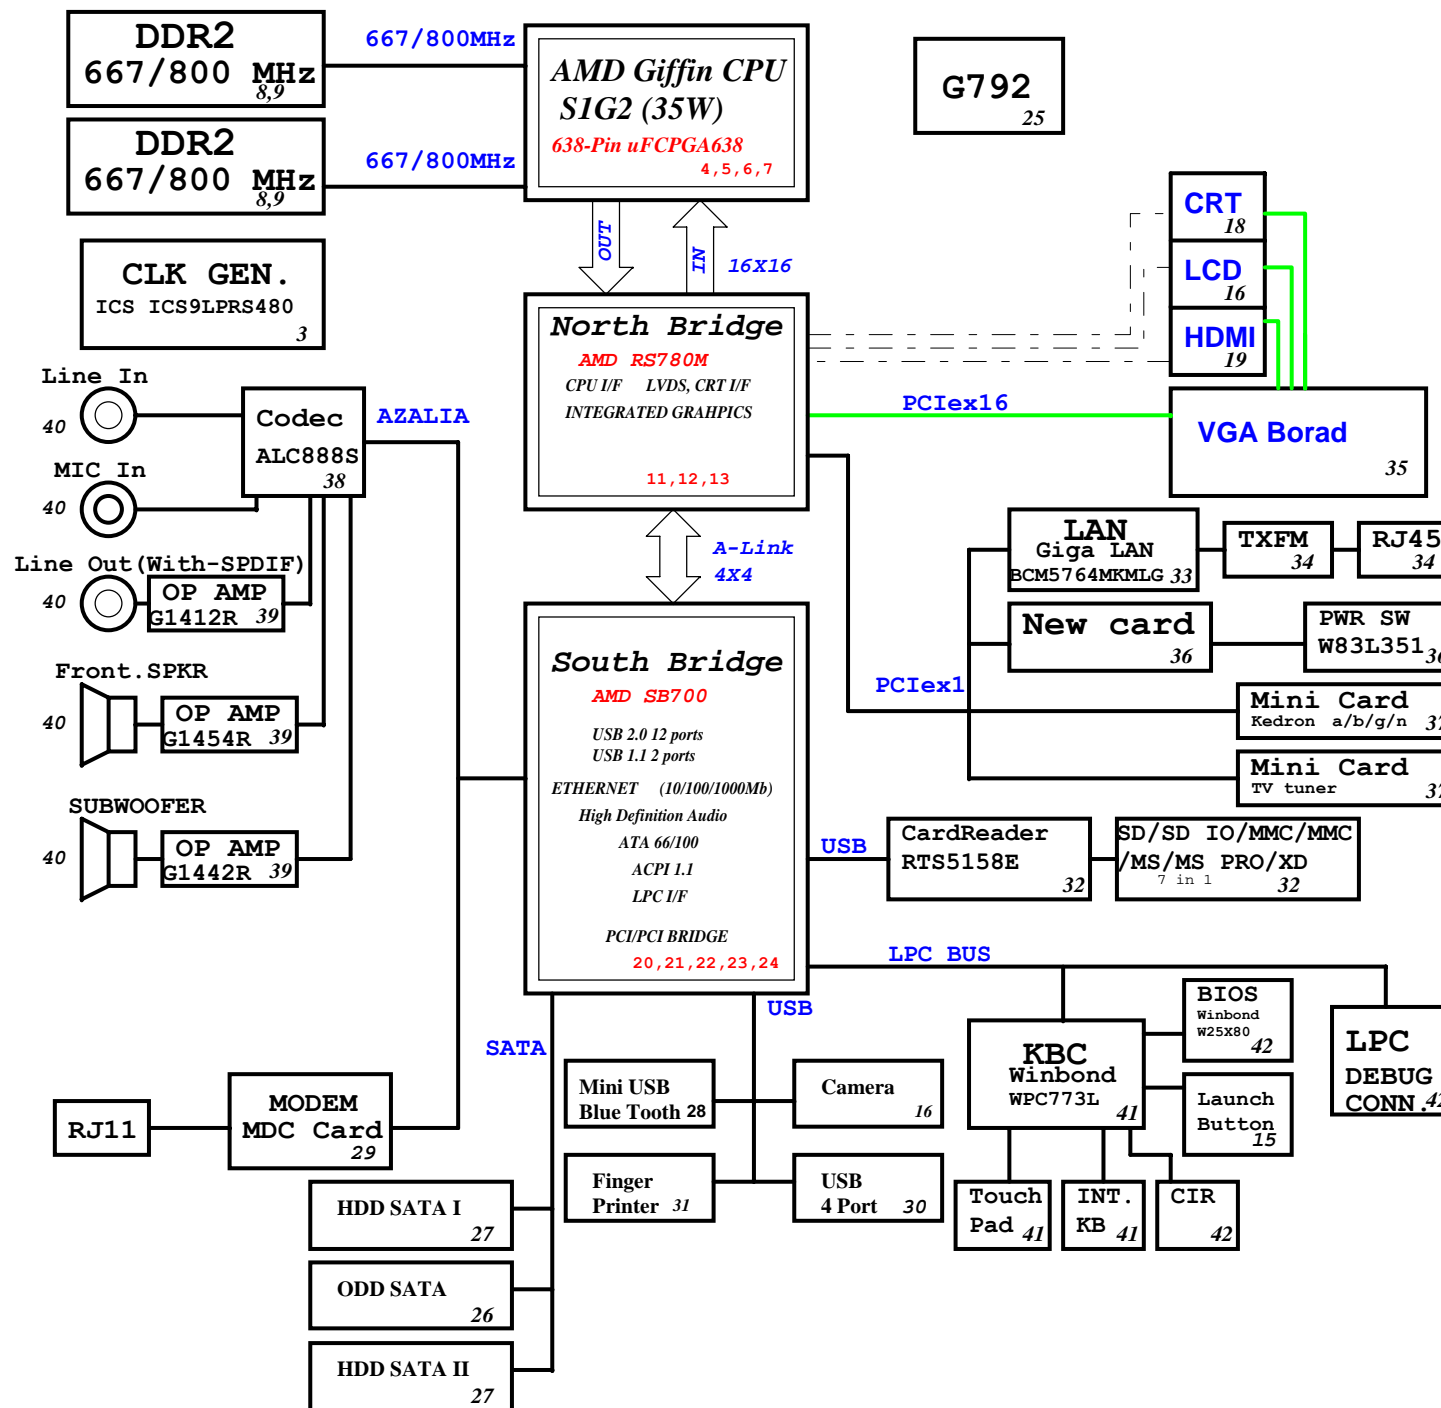 DDR2
667/800 MHz
8,9
667/800MHz
AMD Giffin CPU
S1G2 (35W)
638-Pin uFCPGA638
4,5,6,7
G792
25
DDR2
667/800 MHz
8,9
667/800MHz
OUT
IN
16X16
CLK GEN.
ICS ICS9LPRS480
3
CRT
18
LCD
16
HDMI
19
North Bridge
AMD RS780M
CPU I/F LVDS, CRT I/F
INTEGRATED GRAHPICS
11,12,13
PCIex16
VGA Borad
35
Line In
40
Codec
ALC888S
38
AZALIA
MIC In
40
Line Out(With-SPDIF)
40
OP AMP
G1412R 39
Front.SPKR
40
OP AMP
G1454R 39
SUBWOOFER
40
OP AMP
G1442R 39
A-Link
4X4
LAN
Giga LAN
BCM5764MKMLG 33
TXFM
34
RJ45
34
New card
36
PWR SW
W83L351
36
PCIex1
Mini Card
Kedron a/b/g/n
Mini Card
TV tuner
South Bridge
AMD SB700
USB 2.0 12 ports
USB 1.1 2 ports
ETHERNET (10/100/1000Mb)
High Definition Audio
ATA 66/100
ACPI 1.1
LPC I/F
PCI/PCI BRIDGE
20,21,22,23,24
USB
CardReader
RTS5158E
32
SD/SD IO/MMC/MMC
/MS/MS PRO/XD
7 in 1
32
LPC BUS
USB
SATA
KBC
Winbond
WPC773L
41
BIOS
Winbond
W25X80
42
Launch
Button
15
LPC
DEBUG
CONN.
Touch
Pad 41
INT.
KB 41
CIR
42
Mini USB
Blue Tooth 28
Camera
16
Finger
Printer 31
USB
4 Port 30
RJ11
MODEM
MDC Card
29
HDD SATA I
27
ODD SATA
26
HDD SATA II
27